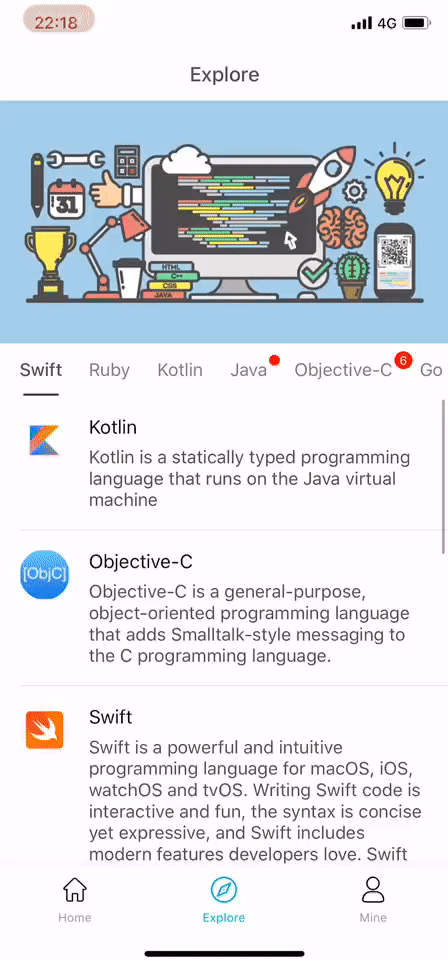 22:18
4G
Explore
31
HTML
C++
CSS
JAVA
Swift
Ruby
Kotlin
Java
Objective-C
6
Go
Kotlin
Kotlin is a statically typed programming
language that runs on the Java virtual
machine
[ObjC]
Objective-C
Objective-C is a general-purpose,
object-oriented programming language
that adds Smalltalk-style messaging to
the C programming language.
Swift
Swift is a powerful and intuitive
programming language for macOS, iOS,
watchOS and tvOS. Writing Swift code is
interactive and fun, the syntax is concise
yet expressive, and Swift includes
modern features developers love. Swift
Home
Explore
Mine